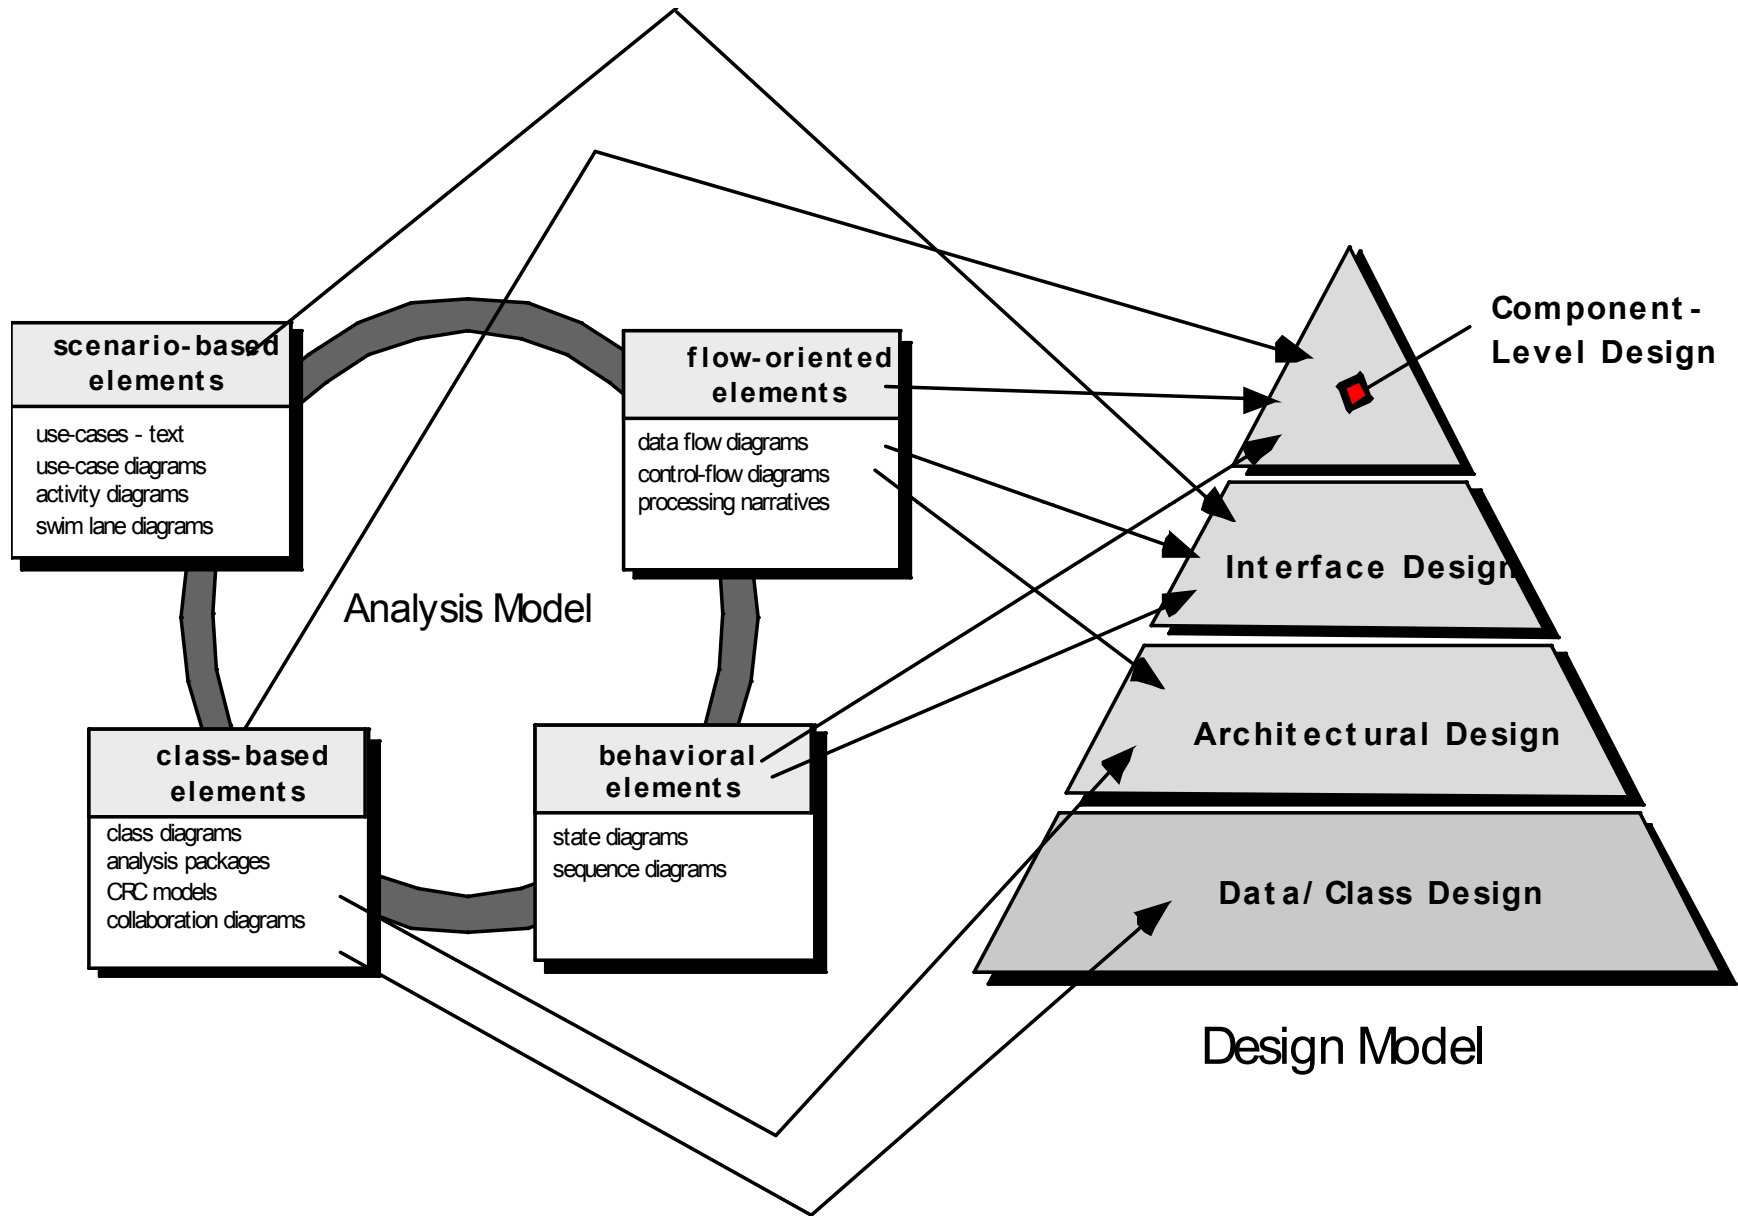 scenario-based
elements
use-cases - text
use-case diagrams
activity diagrams
swim lane diagrams
flow-oriented
elements
data flow diagrams
control-flow diagrams
processing narratives
Analysis Model
class-based
elements
class diagrams
analysis packages
CRC models
collaboration diagrams
behavioral
elements
state diagrams
sequence diagrams
Component-
Level Design
Interface Design
Architectural Design
Data/ Class Design
Design Model